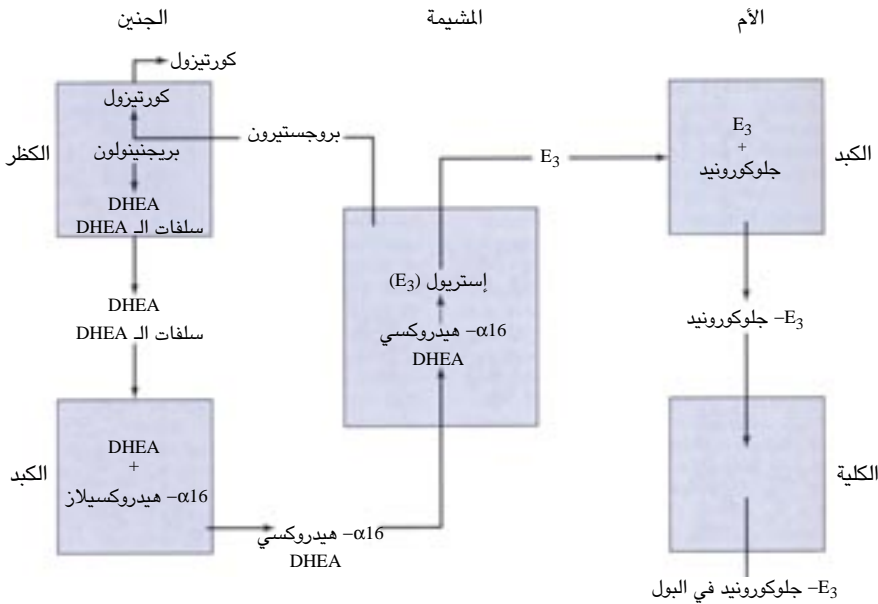 الأم
المشيمة
الجنين
كورتيزول
كورتيزول
بروجستيرون
بريجنينولون
الكظر
DHEA
سلفات الـ DHEA
DHEA
سلفات الـ DHEA
DHEA
+
16α– هيدروكسيلاز
الكبد
16α– هيدروكسي
DHEA
إستريول (E3)
16α– هيدروكسي
DHEA
E3
E3
+
جلوكورونيد
الكبد
E3– جلوكورونيد
الكلية
E3– جلوكورونيد في البول